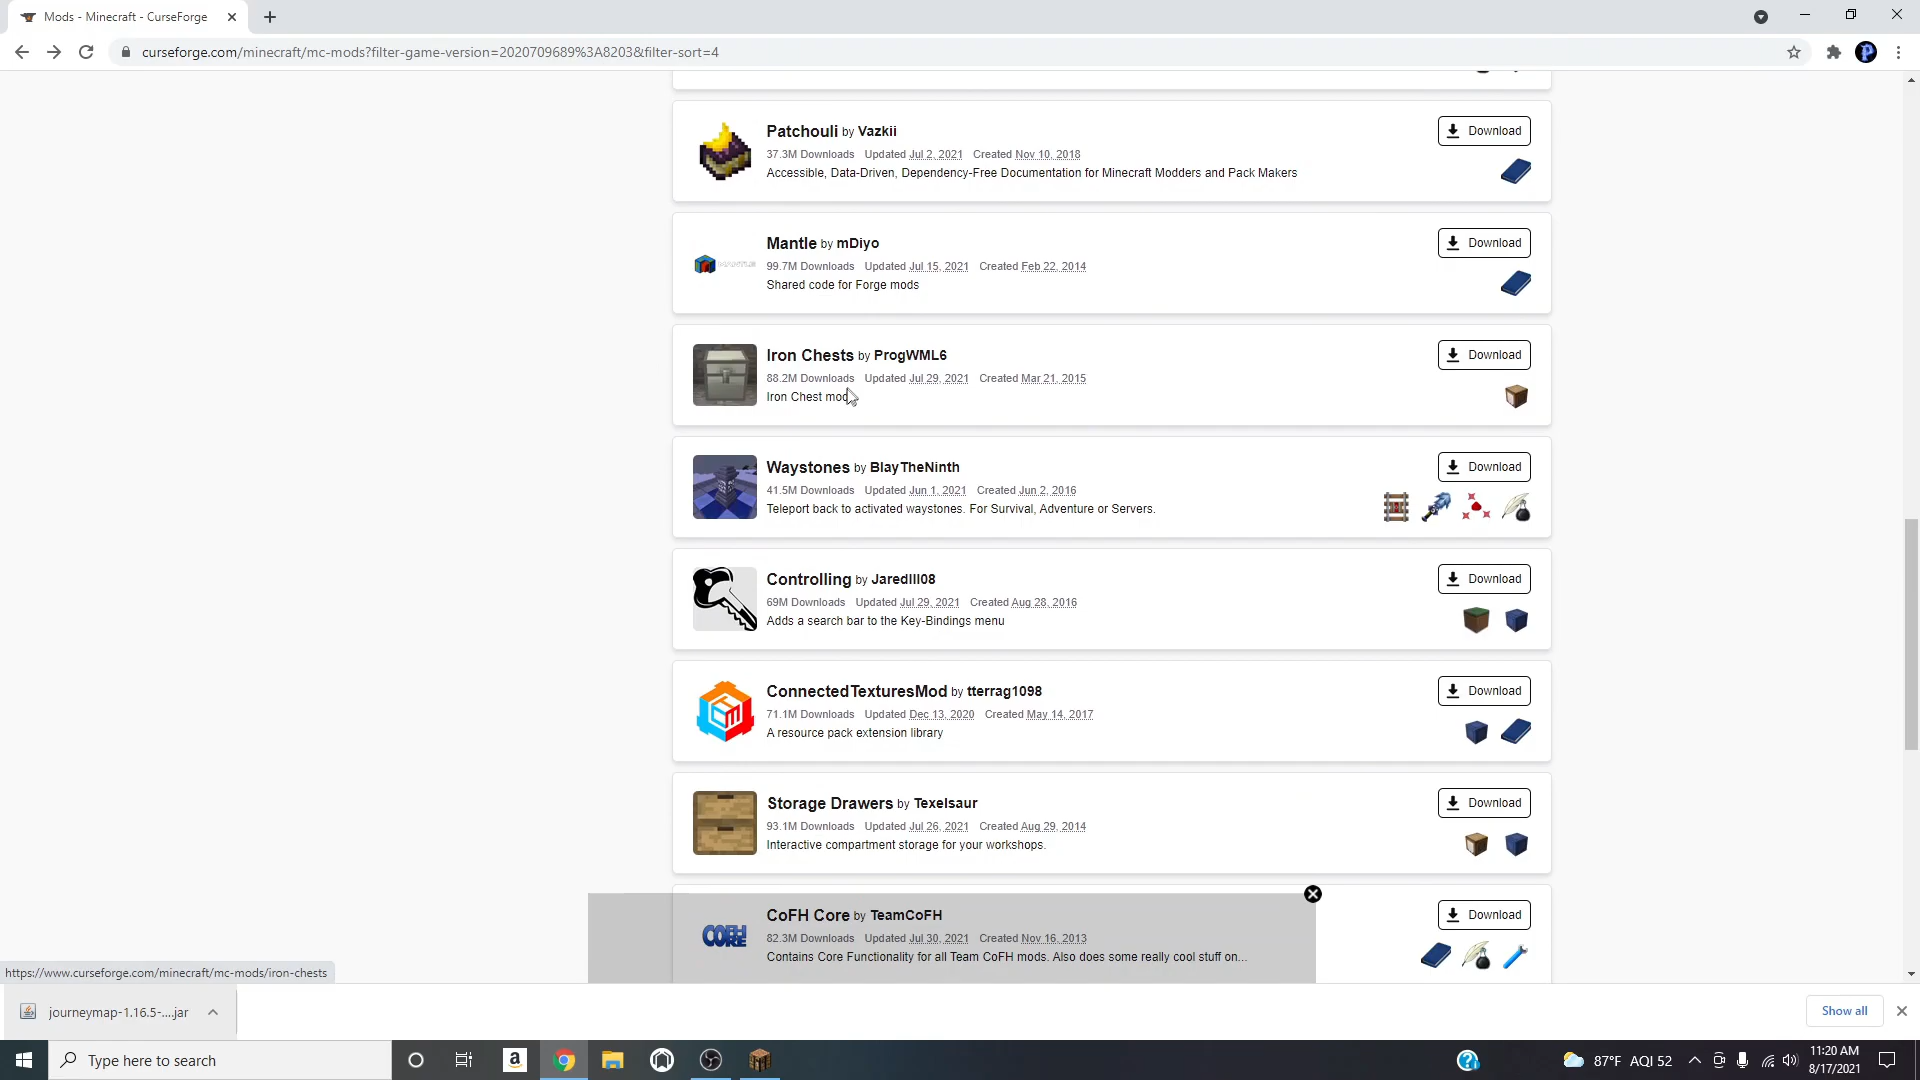 Mods - Minecraft - CurseForge
curseforge.com/minecraft/mc-mods?filter-game-version=2020709689%3A8203&filter-sort=4
Patchouli by Vazkii
Download
37.3M Downloads Updated Jul 2, 2021 Created Nov 10, 2018
Accessible, Data-Driven, Dependency-Free Documentation for Minecraft Modders and Pack Makers
Mantle by mDiyo
Download
99.7M Downloads Updated Jul 15, 2021 Created Feb 22, 2014
Shared code for Forge mods
MANTLE
Iron Chests by ProgWML6
Download
88.2M Downloads Updated Jul 29, 2021 Created Mar 21, 2015
Iron Chest mod
Waystones by BlayTheNinth
Download
41.5M Downloads Updated Jun 1, 2021 Created Jun 2, 2016
Teleport back to activated waystones. For Survival, Adventure or Servers.
Controlling by Jaredlll08
Download
69M Downloads Updated Jul 29, 2021 Created Aug 28, 2016
Adds a search bar to the Key-Bindings menu
ConnectedTexturesMod by tterrag1098
Download
71.1M Downloads Updated Dec 13, 2020 Created May 14, 2017
A resource pack extension library
Storage Drawers by Texelsaur
Download
93.1M Downloads Updated Jul 26, 2021 Created Aug 29, 2014
Interactive compartment storage for your workshops.
CoFH Core by TeamCoFH
Download
COFH CORE
82.3M Downloads Updated Jul 30, 2021 Created Nov 16, 2013
Contains Core Functionality for all Team CoFH mods. Also does some really cool stuff on...
https://www.curseforge.com/minecraft/mc-mods/iron-chests
journeymap-1.16.5-....jar
Show all
Type here to search
87°F AQI 52
11:20 AM
8/17/2021